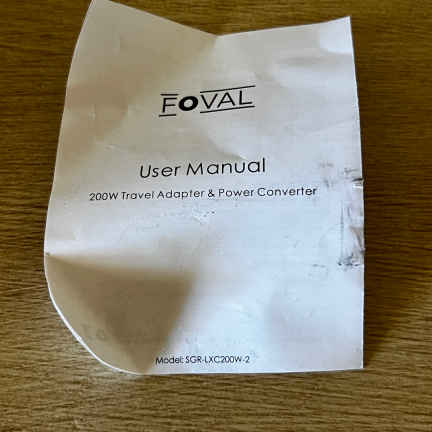 FOVAL
User Manual
200W Travel Adapter & Power Converter
Model: SGR-LXC200W-2